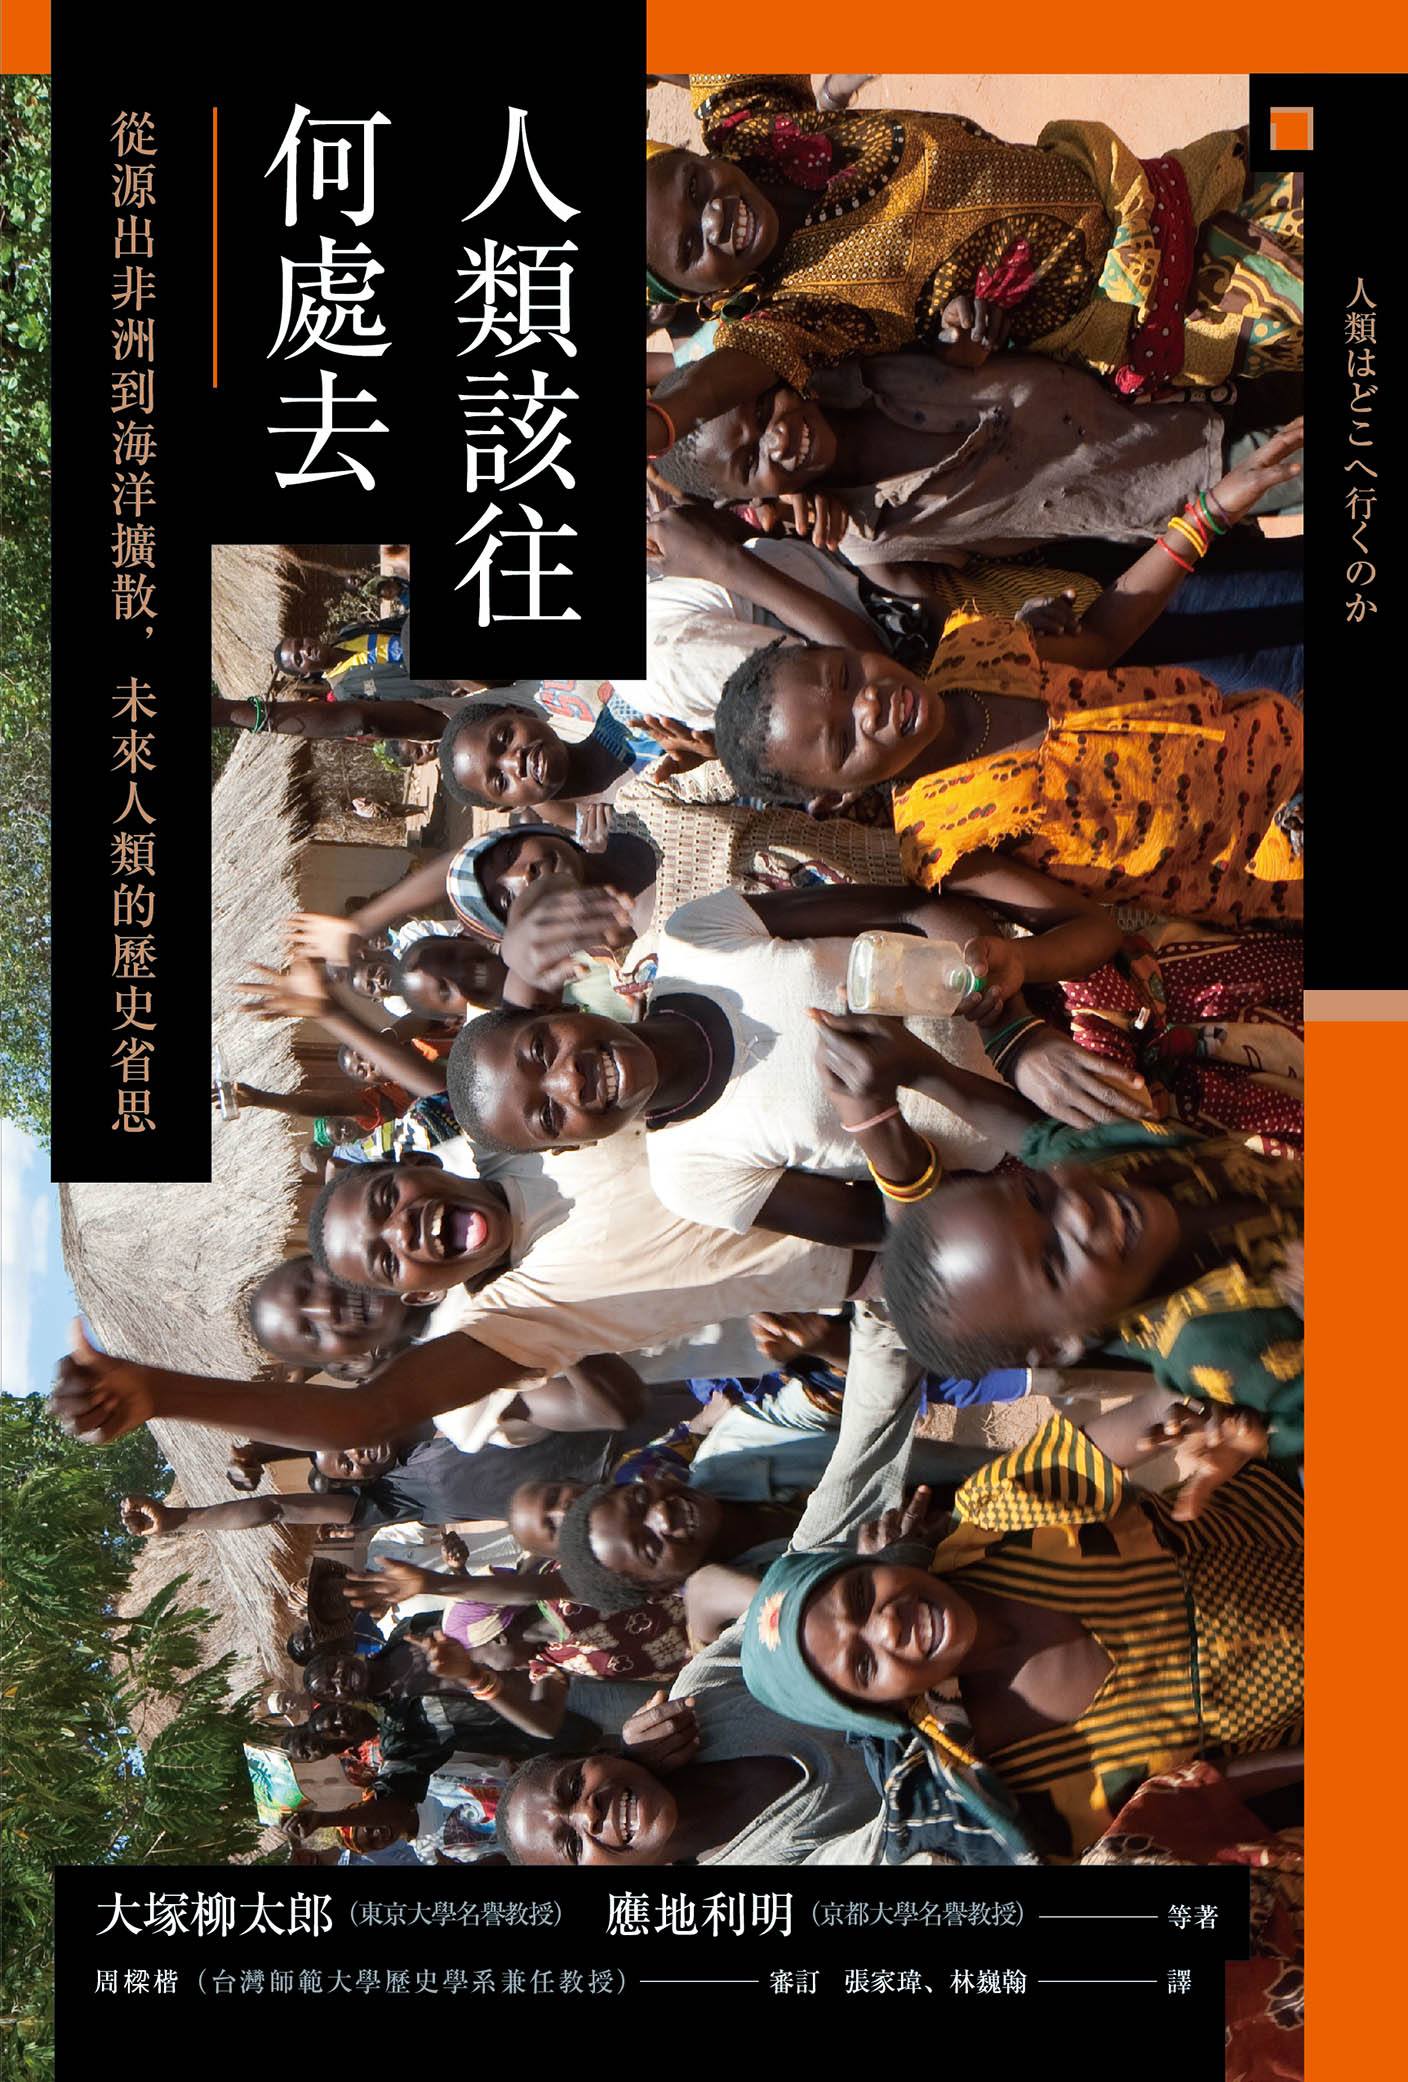 人類はどこへ行くのか
人類該往
何處去
從源出非洲到海洋擴散，未來人類的歷史省思
大塚柳太郎（東京大學名譽教授） 應地利明（京都大學名譽教授）——等著
周樑楷（台灣師範大學歷史學系兼任教授）——審訂 張家瑋、林巍翰——譯